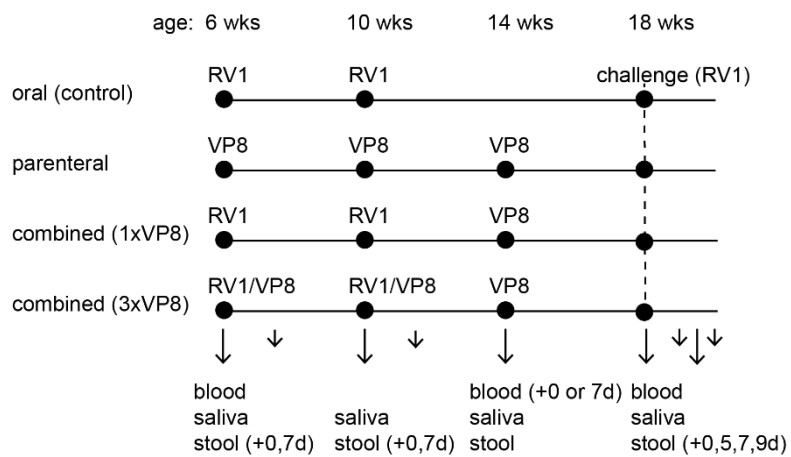 age: 6 wks 10 wks 14 wks 18 wks
RV1 RV1 challenge (RV1)
oral (control)
VP8 VP8 VP8
parenteral
RV1 RV1 VP8
combined (1xVP8)
RV1/VP8 RV1/VP8 VP8
combined (3xVP8)
blood blood (+0 or 7d) blood
saliva saliva saliva saliva
stool (+0,7d) stool (+0,7d) stool stool (+0,5,7,9d)